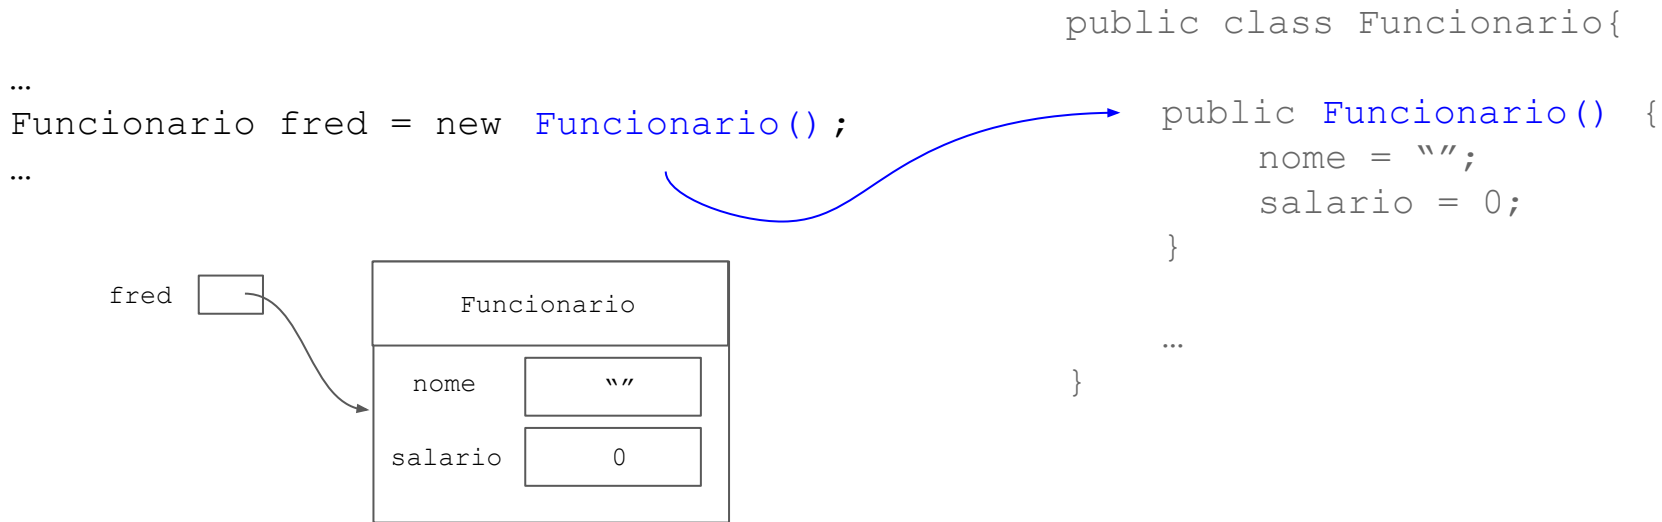 …
Funcionario fred = new Funcionario();
…
public class Funcionario{
public Funcionario() {
nome = “”;
salario = 0;
}
…
}
fred
Funcionario
nome “”
salario 0